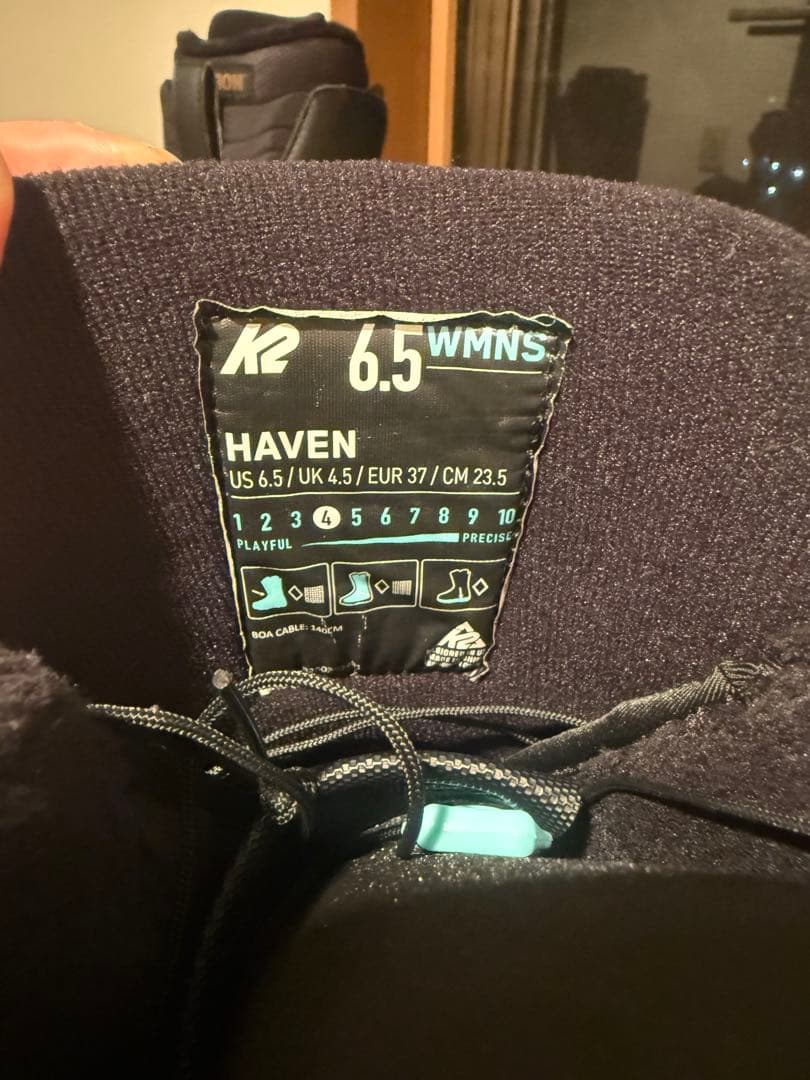 K2 6.5 WMNS
HAVEN
US 6.5 / UK 4.5 / EUR 37 / CM 23.5
1 2 3 4 5 6 7 8 9 10
PLAYFUL PRECISE
BOA CABLE: 140CM
K2